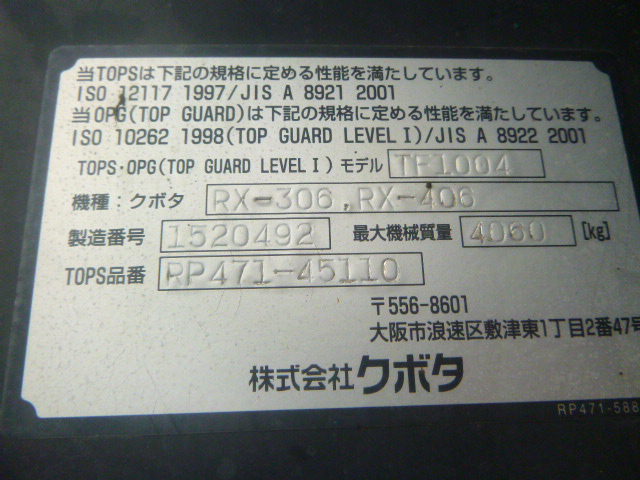 当TOPSは下記の規格に定める性能を満たしています。
ISO 12117 1997/JIS A 8921 2001
当OPG(TOP GUARD)は下記の規格に定める性能を満たしています。
ISO 10262 1998(TOP GUARD LEVEL I)/JIS A 8922 2001
TOPS・OPG(TOP GUARD LEVEL I) モデル TF1004
機種：クボタ RX-306,RX-406
製造番号 1520492 最大機械質量 4060 [kg]
TOPS品番 RP471-45110
〒556-8601
大阪市浪速区敷津東1丁目2番47号
株式会社クボタ
RP471-586